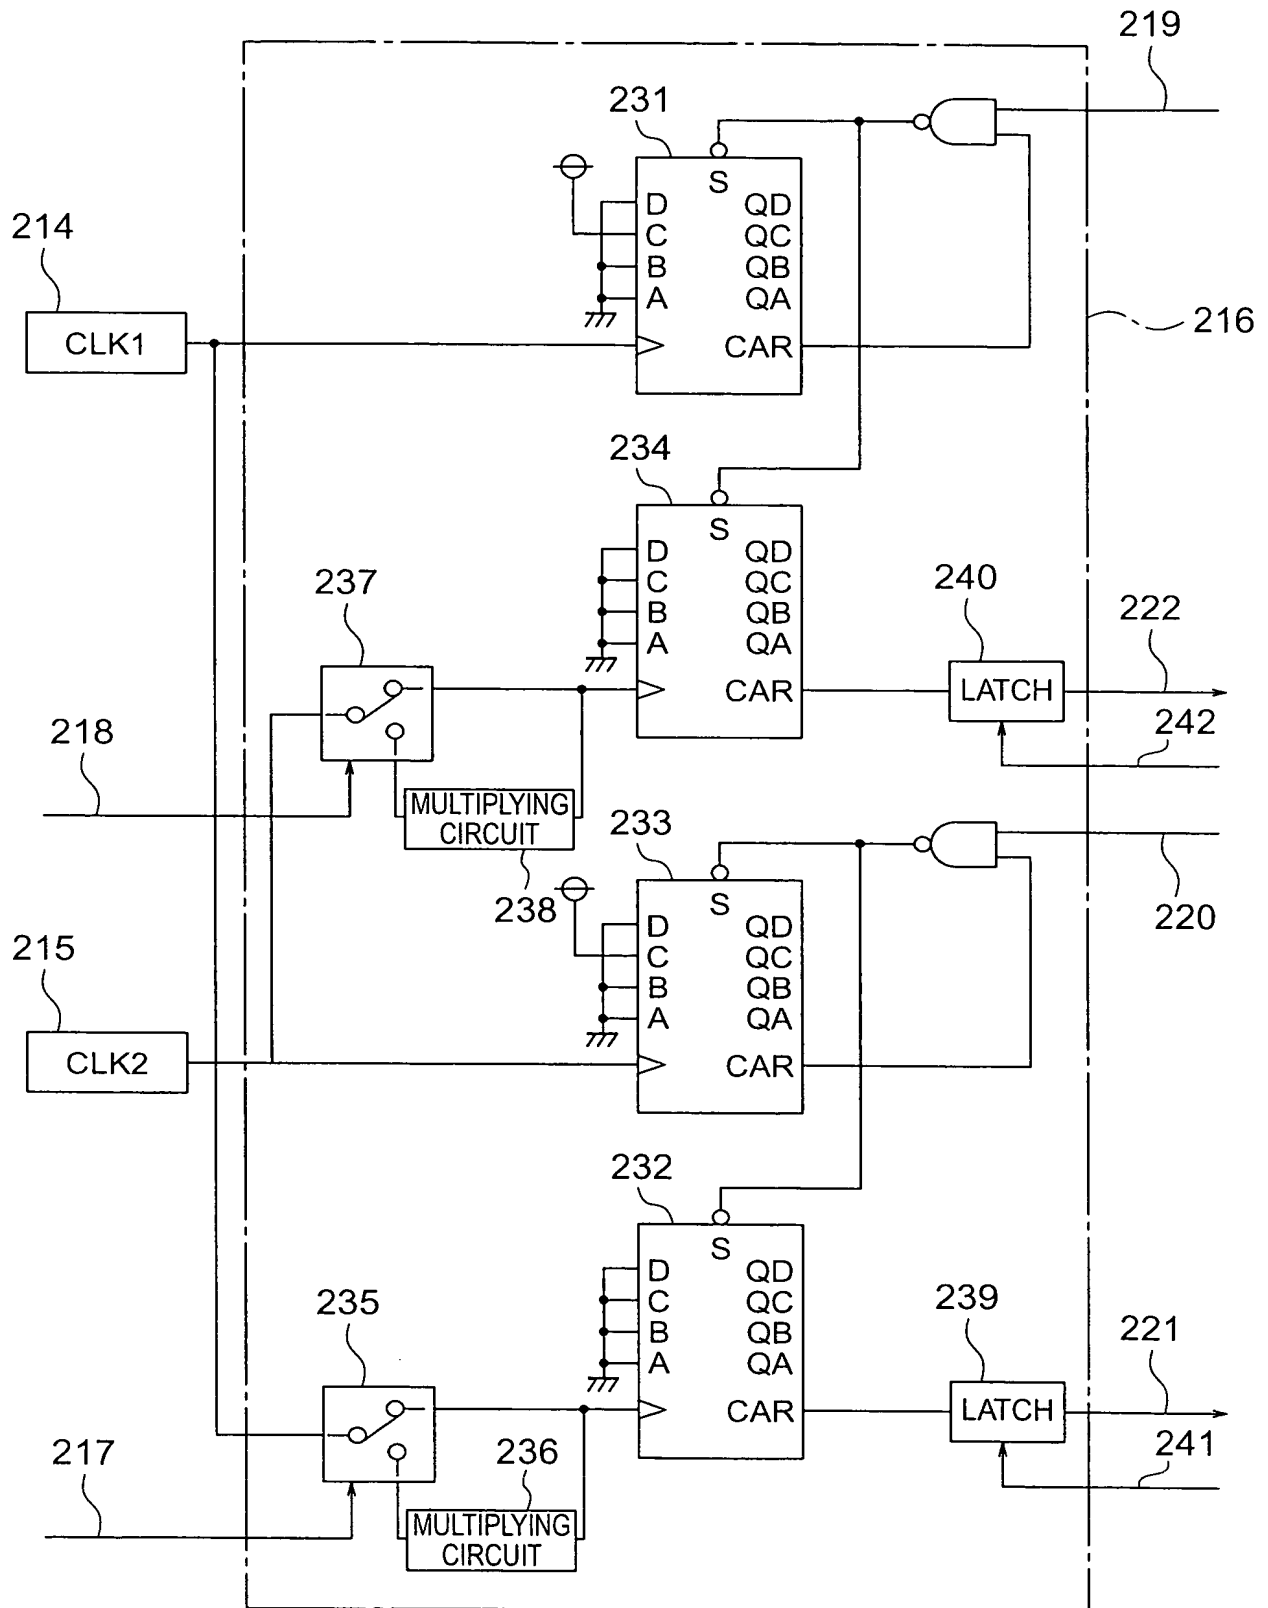 219
231
S
D QD
C QC
B QB
A QA
CAR
214
CLK1
216
234
S
D QD
C QC
B QB
A QA
CAR
237
240
LATCH
222
242
218
MULTIPLYING
CIRCUIT
238
233
S
D QD
C QC
B QB
A QA
CAR
220
215
CLK2
232
S
D QD
C QC
B QB
A QA
CAR
235
239
LATCH
221
241
217
236
MULTIPLYING
CIRCUIT